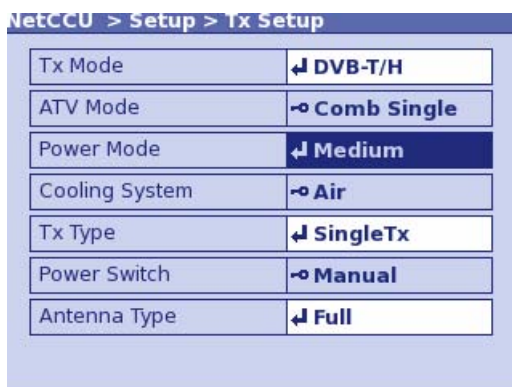 NetCCU > Setup > Tx Setup
Tx Mode DVB-T/H
ATV Mode Comb Single
Power Mode Medium
Cooling System Air
Tx Type SingleTx
Power Switch Manual
Antenna Type Full